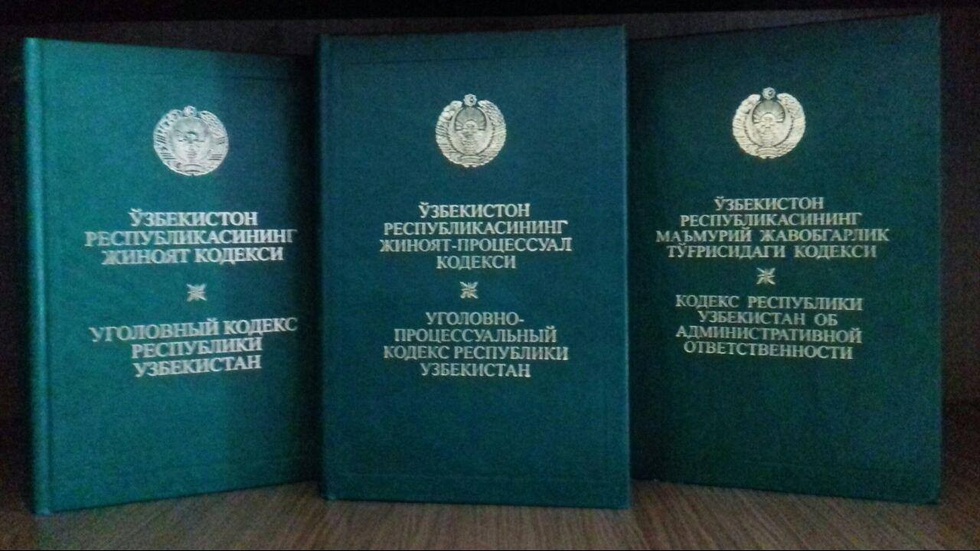 ЎЗБЕКИСТОН
РЕСПУБЛИКАСИНИНГ
ЖИНОЯТ КОДЕКСИ
УГОЛОВНЫЙ КОДЕКС
РЕСПУБЛИКИ
УЗБЕКИСТАН
ЎЗБЕКИСТОН
РЕСПУБЛИКАСИНИНГ
ЖИНОЯТ-ПРОЦЕССУАЛ
КОДЕКСИ
УГОЛОВНО-
ПРОЦЕССУАЛЬНЫЙ
КОДЕКС РЕСПУБЛИКИ
УЗБЕКИСТАН
ЎЗБЕКИСТОН
РЕСПУБЛИКАСИНИНГ
МАЪМУРИЙ ЖАВОБГАРЛИК
ТЎҒРИСИДАГИ КОДЕКСИ
КОДЕКС РЕСПУБЛИКИ
УЗБЕКИСТАН ОБ
АДМИНИСТРАТИВНОЙ
ОТВЕТСТВЕННОСТИ